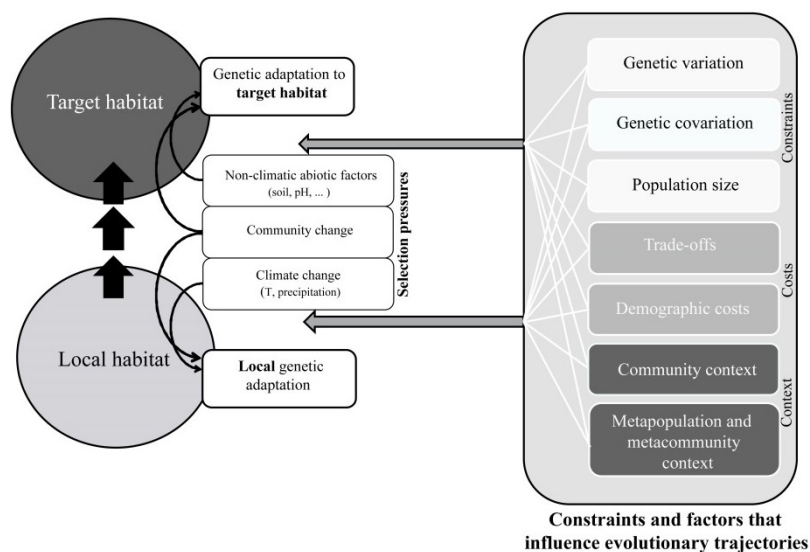 Target habitat
Genetic adaptation to
target habitat
Non-climatic abiotic factors
(soil, pH, ... )
Community change
Climate change
(T, precipitation)
Selection pressures
Local habitat
Local genetic
adaptation
Genetic variation
Genetic covariation
Population size
Constraints
Trade-offs
Demographic costs
Costs
Community context
Metapopulation and
metacommunity
context
Context
Constraints and factors that
influence evolutionary trajectories